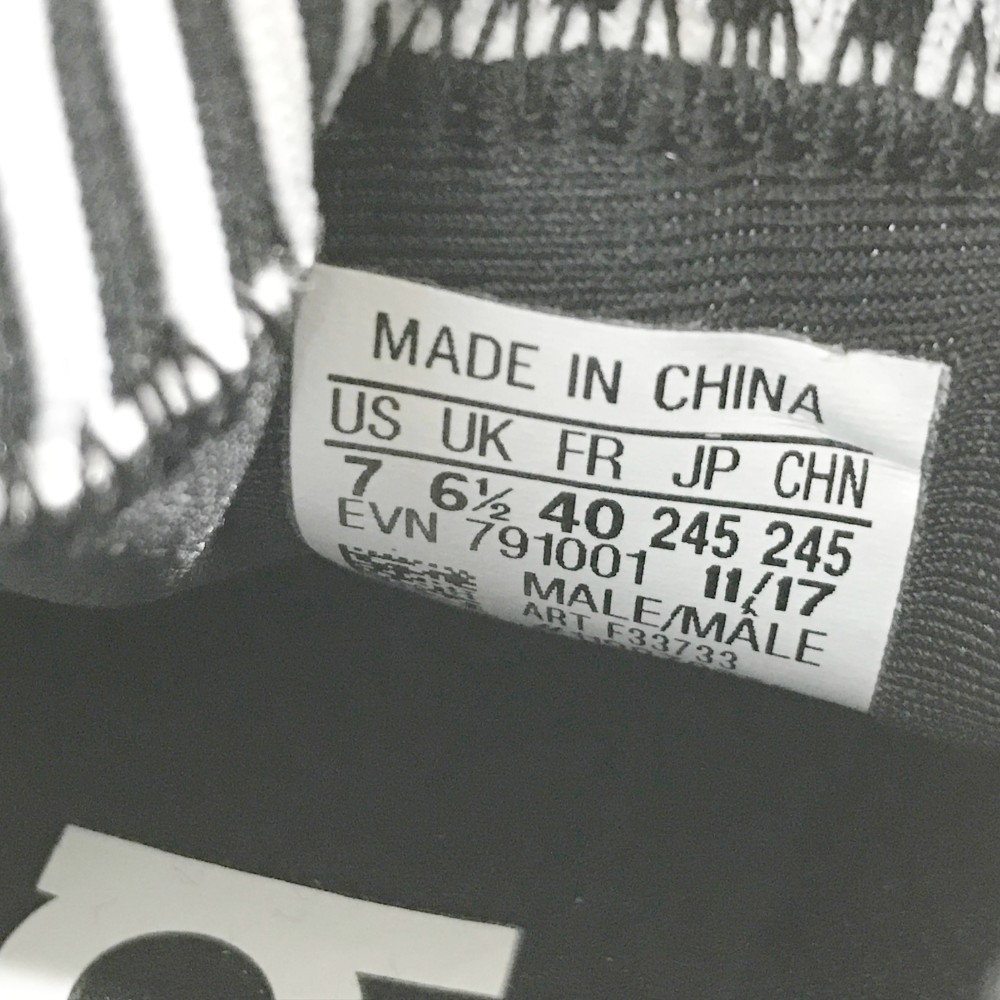 MADE IN CHINA
US UK FR JP CHN
7 6½ 40 245 245
EVN 791001 11/17
MALE/MÂLE
ART F33733